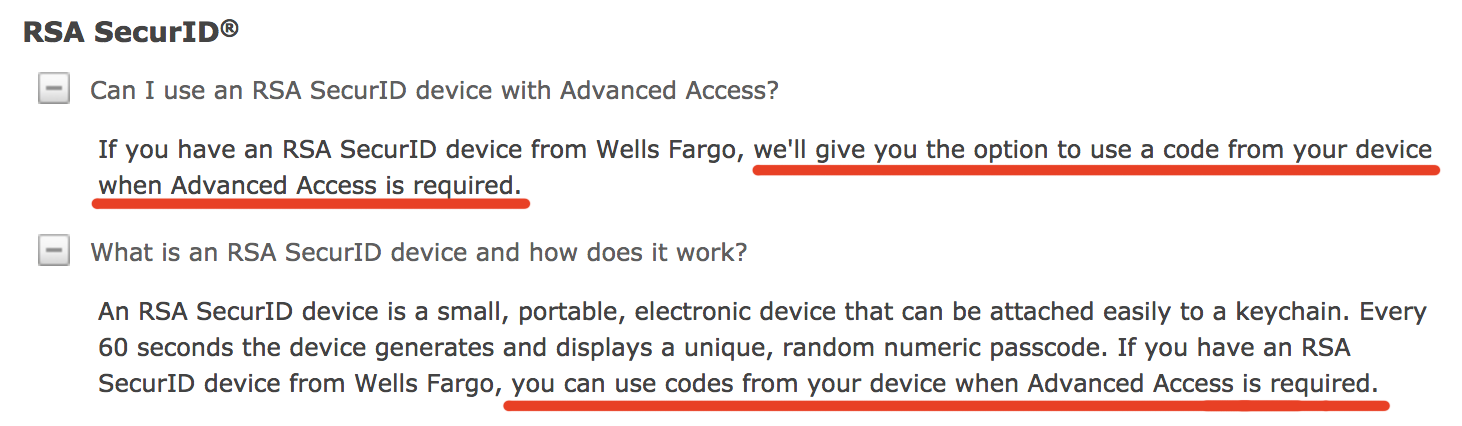 RSA SecurID®
Can I use an RSA SecurID device with Advanced Access?
If you have an RSA SecurID device from Wells Fargo, we'll give you the option to use a code from your device
when Advanced Access is required.
What is an RSA SecurID device and how does it work?
An RSA SecurID device is a small, portable, electronic device that can be attached easily to a keychain. Every
60 seconds the device generates and displays a unique, random numeric passcode. If you have an RSA
SecurID device from Wells Fargo, you can use codes from your device when Advanced Access is required.